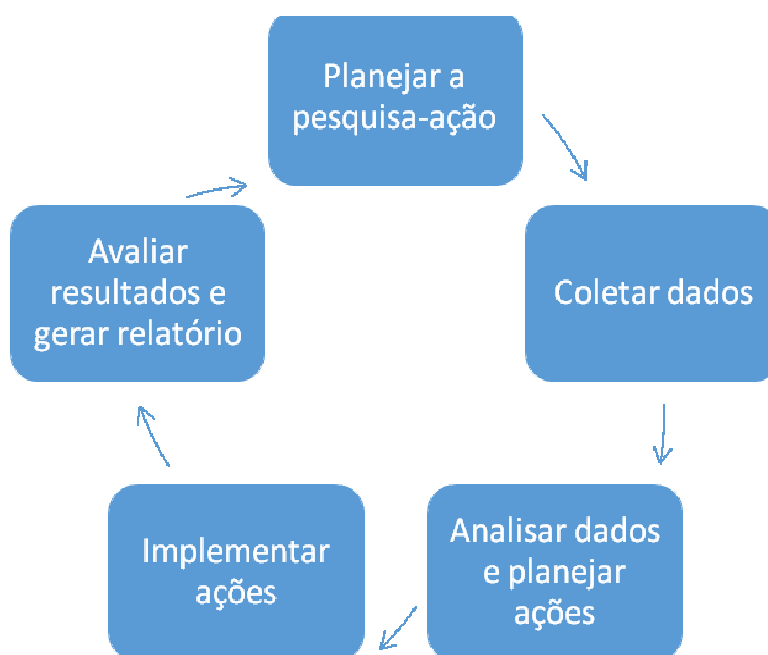 Planejar a
pesquisa-ação
Coletar dados
Analisar dados
e planejar
ações
Implementar
ações
Avaliar
resultados e
gerar relatório